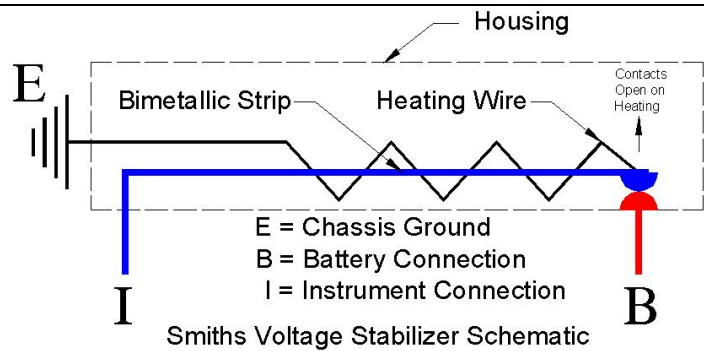 Housing
E
Bimetallic Strip
Heating Wire
Contacts
Open on
Heating
E = Chassis Ground
B = Battery Connection
I = Instrument Connection
I
B
Smiths Voltage Stabilizer Schematic